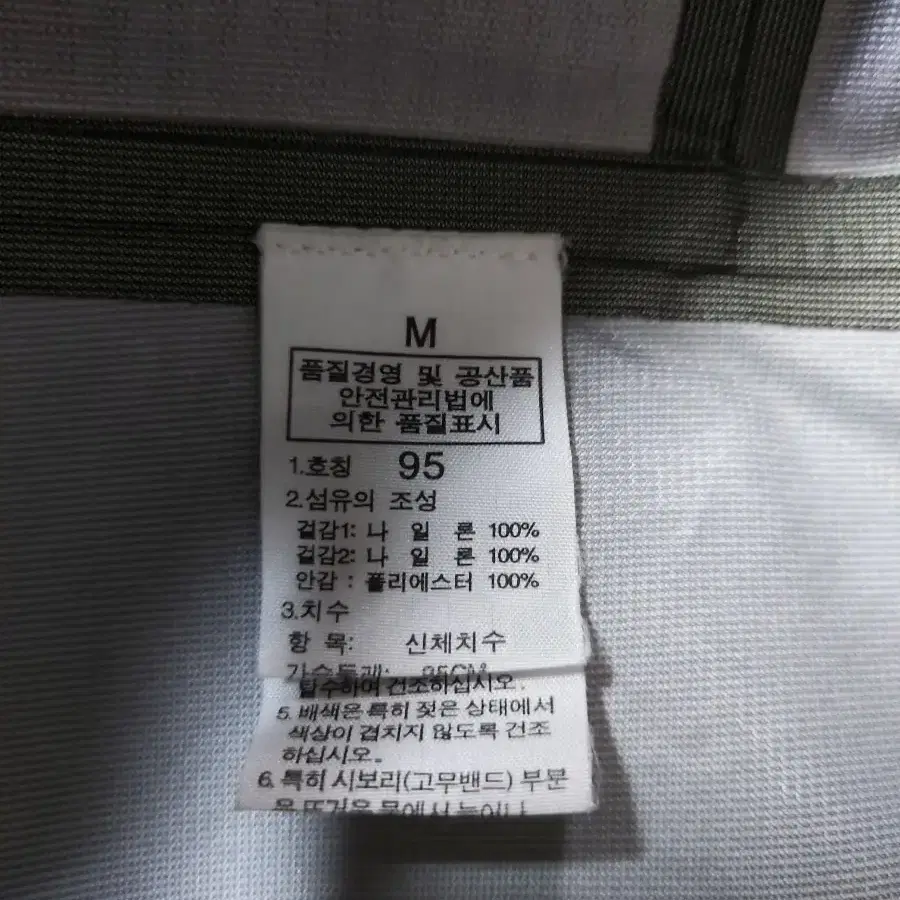 M
품질경영 및 공산품
안전관리법에
의한 품질표시
1.호칭 95
2.섬유의 조성
겉감1: 나 일 론 100%
겉감2: 나 일 론 100%
안감 : 폴리에스터 100%
3.치수
항 목: 신체치수
가슴둘레: 95CM
탈수하여 건조하십시오.
5. 배색은 특히 젖은 상태에서
색상이 겹치지 않도록 건조
하십시오.
6. 특히 시보리(고무밴드) 부분